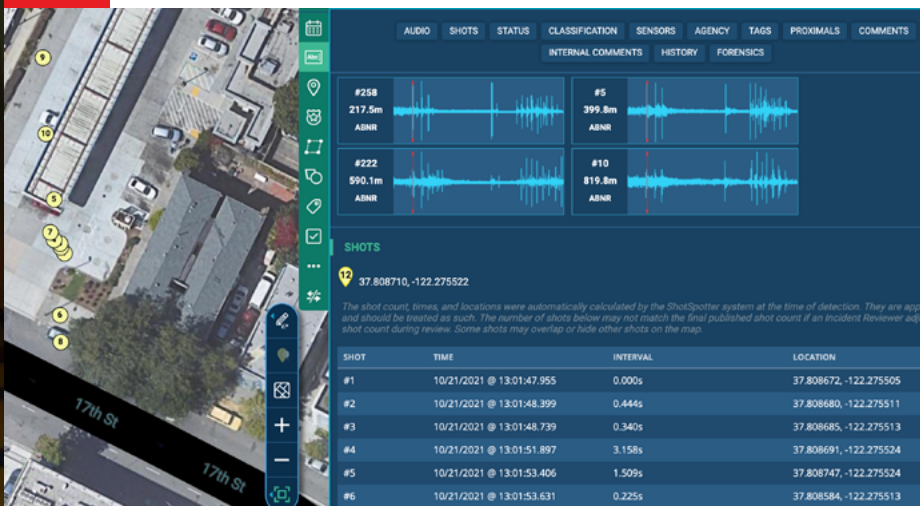 AUDIO SHOTS STATUS CLASSIFICATION SENSORS AGENCY TAGS PROXIMALS COMMENTS
INTERNAL COMMENTS HISTORY FORENSICS
#258
217.5m
ABNR
#5
399.8m
ABNR
#222
590.1m
ABNR
#10
819.8m
ABNR
SHOTS
12 37.808710, -122.275522
The shot count, times, and locations were automatically calculated by the ShotSpotter system at the time of detection. They are app
and should be treated as such. The number of shots below may not match the final published shot count if an Incident Reviewer adj
shot count during review. Some shots may overlap or hide other shots on the map.
SHOT TIME INTERVAL LOCATION
#1 10/21/2021 @ 13:01:47.955 0.000s 37.808672, -122.275505
#2 10/21/2021 @ 13:01:48.399 0.444s 37.808680, -122.275511
#3 10/21/2021 @ 13:01:48.739 0.340s 37.808685, -122.275513
#4 10/21/2021 @ 13:01:51.897 3.158s 37.808691, -122.275524
#5 10/21/2021 @ 13:01:53.406 1.509s 37.808747, -122.275524
#6 10/21/2021 @ 13:01:53.631 0.225s 37.808584, -122.275513
9
10
5
7
6
8
17th St
17th St
Abc